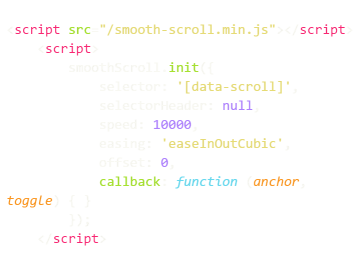 <script src="/smooth-scroll.min.js"></script>
<script>
smoothScroll.init({
selector: '[data-scroll]',
selectorHeader: null,
speed: 10000,
easing: 'easeInOutCubic',
offset: 0,
callback: function (anchor,
toggle) { }
});
</script>